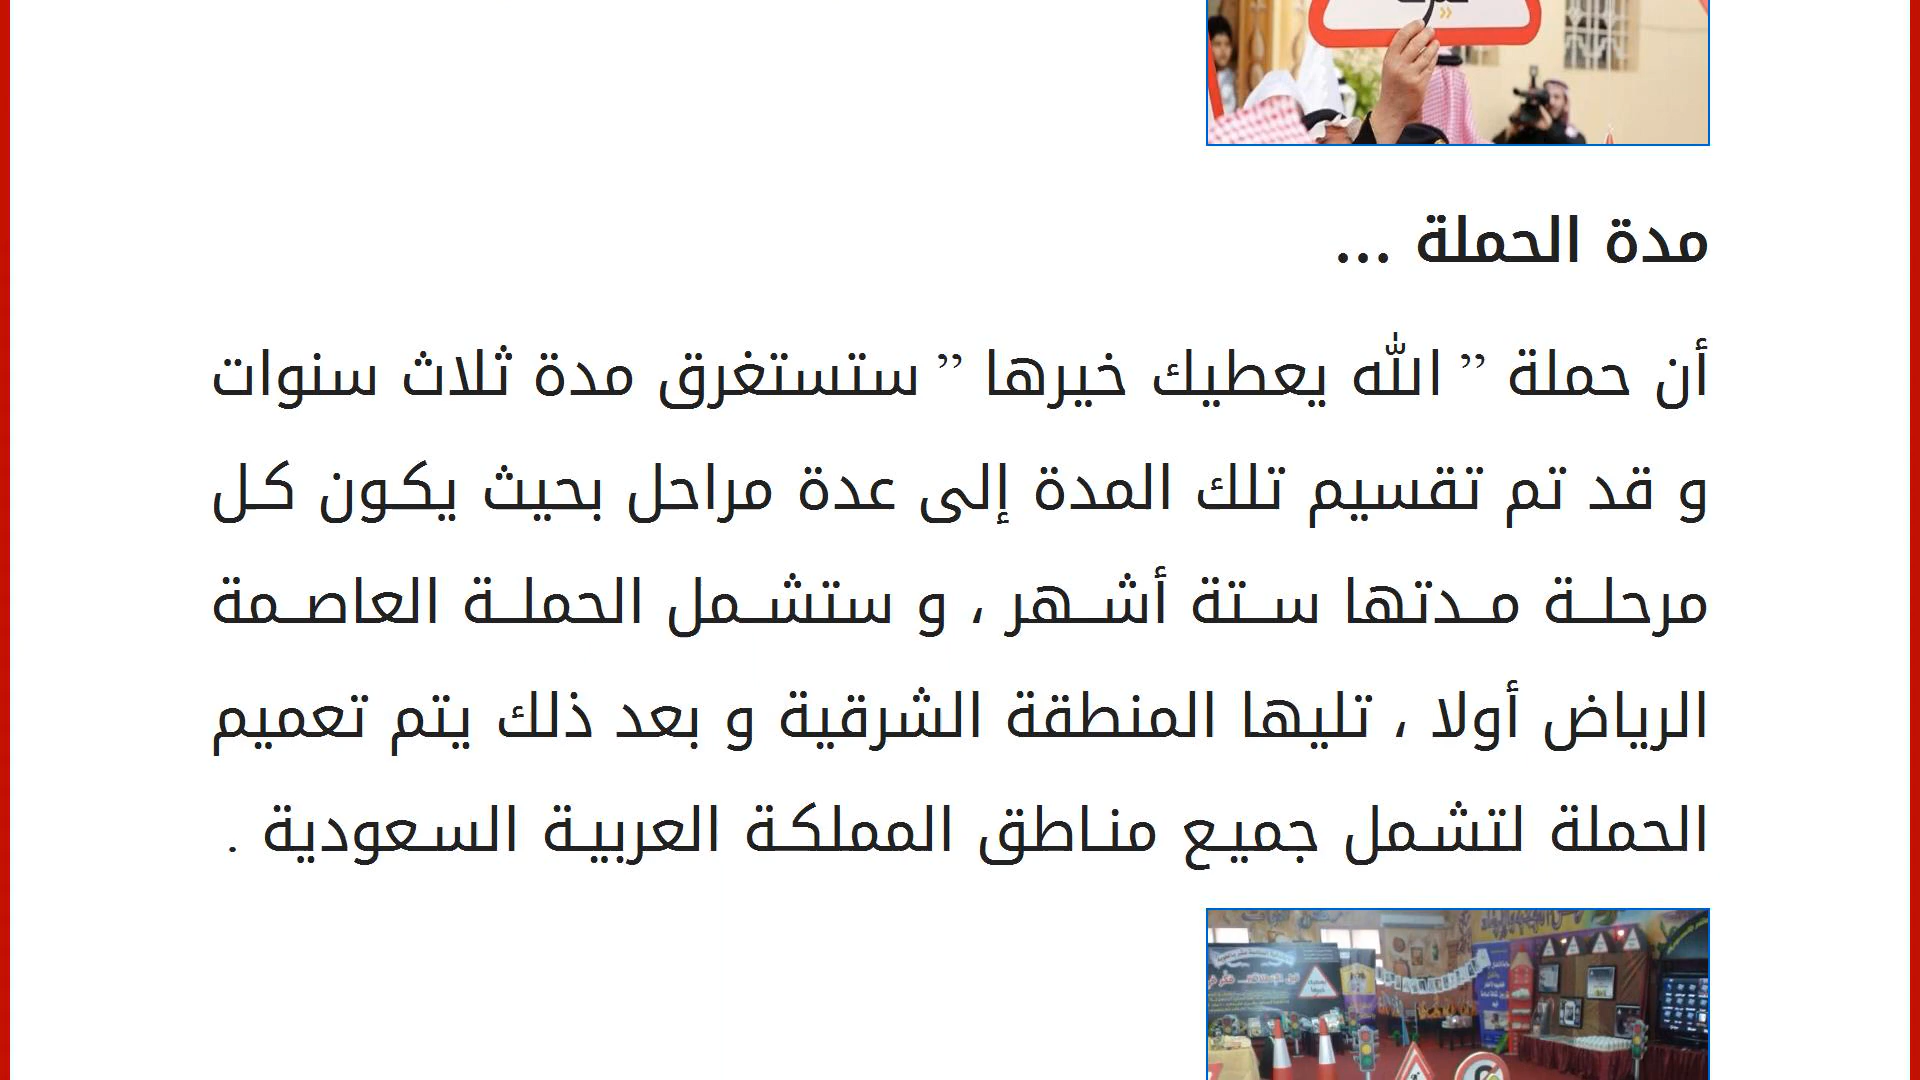 مدة الحملة ...
أن حملة ” الله يعطيك خيرها ” ستستغرق مدة ثلاث سنوات
و قد تم تقسيم تلك المدة إلى عدة مراحل بحيث يكون كل
مرحلة مدتها ستة أشهر ، و ستشمل الحملة العاصمة
الرياض أولا ، تليها المنطقة الشرقية و بعد ذلك يتم تعميم
الحملة لتشمل جميع مناطق المملكة العربية السعودية .